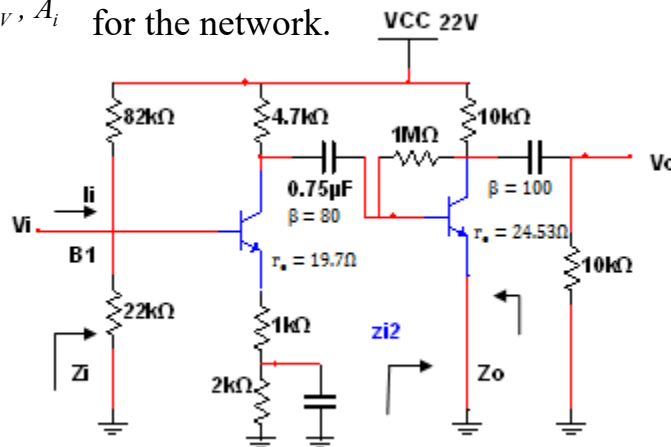 V , Ai for the network.
VCC 22V
82kΩ
4.7kΩ
10kΩ
1MΩ
0.75μF
β = 80
β = 100
Ii
Vi
B1
re = 19.7Ω
re = 24.53Ω
10kΩ
22kΩ
1kΩ
zi2
Zi
2kΩ
Zo